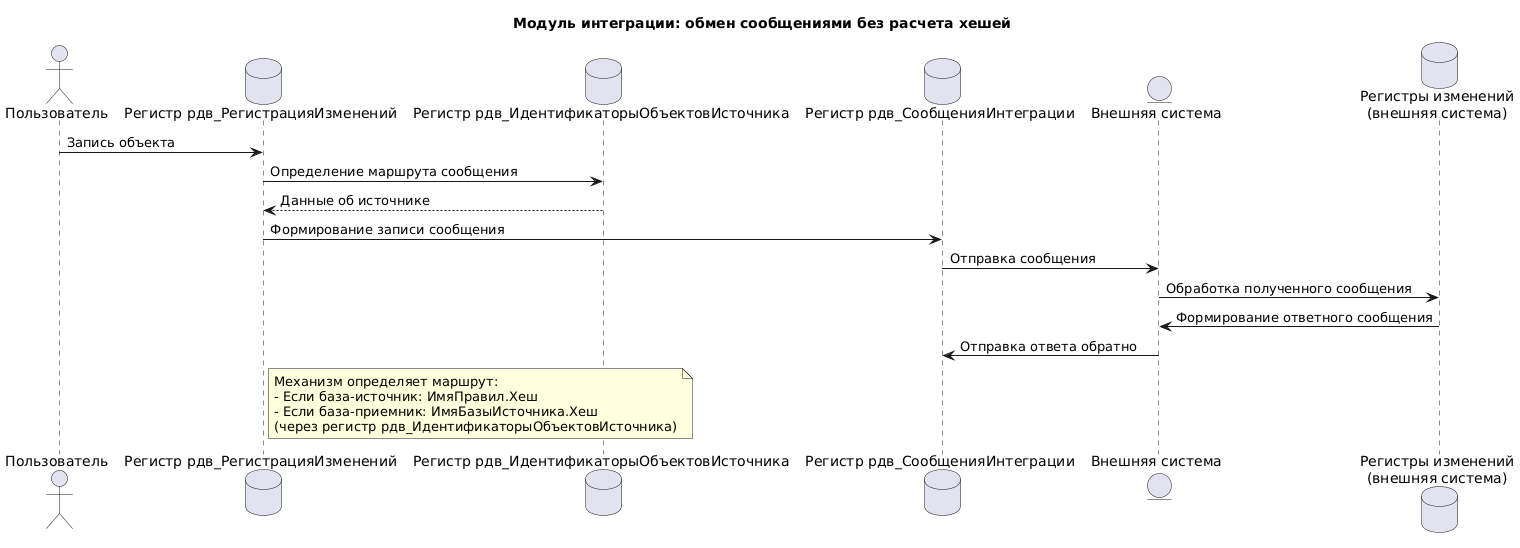 Модуль интеграции: обмен сообщениями без расчета хешей
Пользователь
Регистр рдв_РегистрацияИзменений
Регистр рдв_ИдентификаторыОбъектовИсточника
Регистр рдв_СообщенияИнтеграции
Внешняя система
Регистры изменений
(внешняя система)
Запись объекта
Определение маршрута сообщения
Данные об источнике
Формирование записи сообщения
Отправка сообщения
Обработка полученного сообщения
Формирование ответного сообщения
Отправка ответа обратно
Механизм определяет маршрут:
- Если база-источник: ИмяПравил.Хеш
- Если база-приемник: ИмяБазыИсточника.Хеш
(через регистр рдв_ИдентификаторыОбъектовИсточника)
Пользователь
Регистр рдв_РегистрацияИзменений
Регистр рдв_ИдентификаторыОбъектовИсточника
Регистр рдв_СообщенияИнтеграции
Внешняя система
Регистры изменений
(внешняя система)